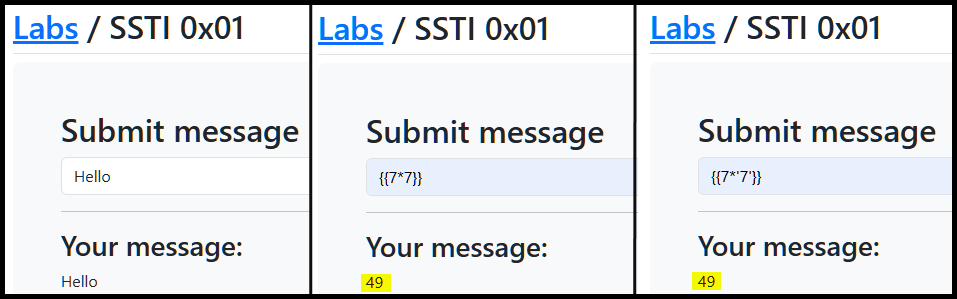 Labs / SSTI 0x01
Submit message
Hello
Your message:
Hello
Labs / SSTI 0x01
Submit message
{{7*7}}
Your message:
49
Labs / SSTI 0x01
Submit message
{{7*'7'}}
Your message:
49